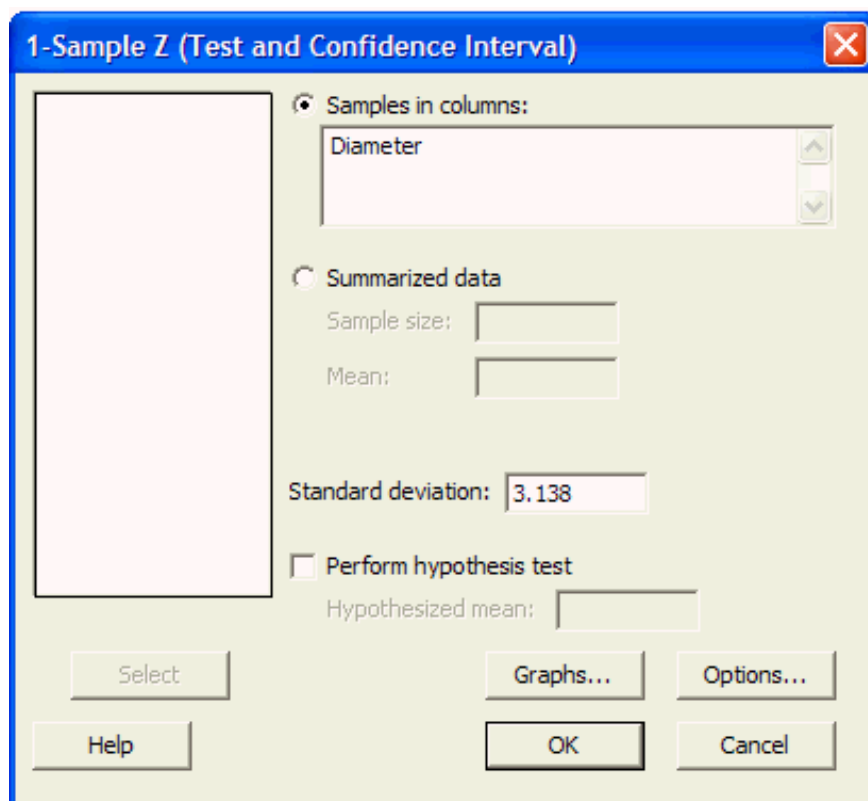 1-Sample Z (Test and Confidence Interval)
Samples in columns:
Diameter
Summarized data
Sample size:
Mean:
Standard deviation: 3.138
Perform hypothesis test
Hypothesized mean:
Select Graphs... Options...
Help OK Cancel